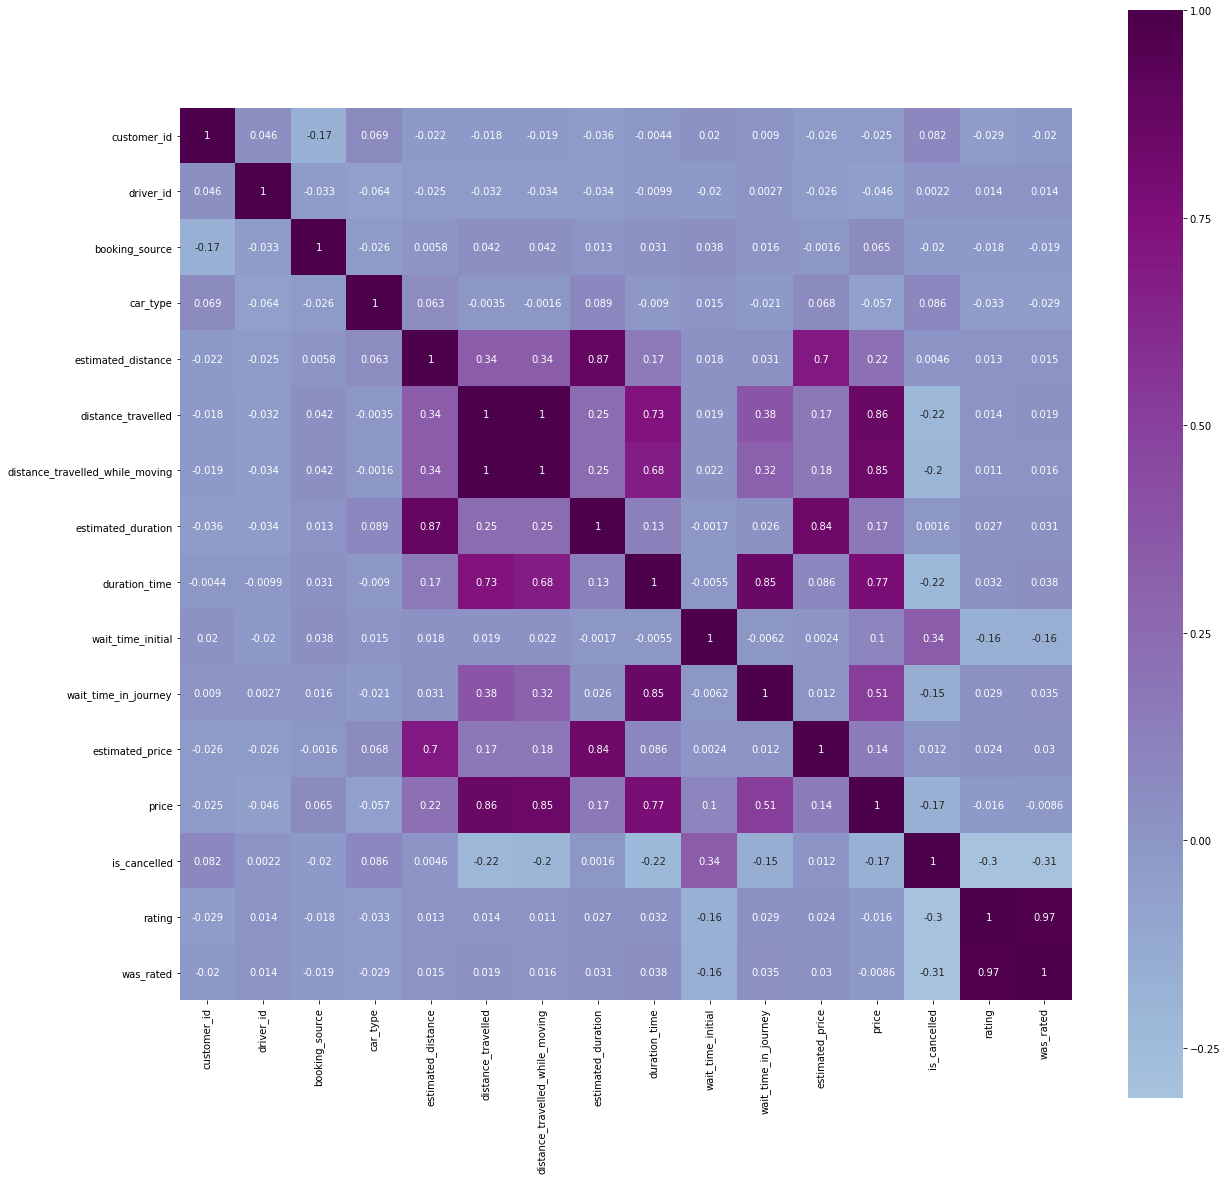 1.00
customer_id 1 0.046 -0.17 0.069 -0.022 -0.018 -0.019 -0.036 -0.0044 0.02 0.009 -0.026 -0.025 0.082 -0.029 -0.02
driver_id 0.046 1 -0.033 -0.064 -0.025 -0.032 -0.034 -0.034 -0.0099 -0.02 0.0027 -0.026 -0.046 0.0022 0.014 0.014
0.75
booking_source -0.17 -0.033 1 -0.026 0.0058 0.042 0.042 0.013 0.031 0.038 0.016 -0.0016 0.065 -0.02 -0.018 -0.019
car_type 0.069 -0.064 -0.026 1 0.063 -0.0035 -0.0016 0.089 -0.009 0.015 -0.021 0.068 -0.057 0.086 -0.033 -0.029
estimated_distance -0.022 -0.025 0.0058 0.063 1 0.34 0.34 0.87 0.17 0.018 0.031 0.7 0.22 0.0046 0.013 0.015
distance_travelled -0.018 -0.032 0.042 -0.0035 0.34 1 1 0.25 0.73 0.019 0.38 0.17 0.86 -0.22 0.014 0.019
0.50
distance_travelled_while_moving -0.019 -0.034 0.042 -0.0016 0.34 1 1 0.25 0.68 0.022 0.32 0.18 0.85 -0.2 0.011 0.016
estimated_duration -0.036 -0.034 0.013 0.089 0.87 0.25 0.25 1 0.13 -0.0017 0.026 0.84 0.17 0.0016 0.027 0.031
duration_time -0.0044 -0.0099 0.031 -0.009 0.17 0.73 0.68 0.13 1 -0.0055 0.85 0.086 0.77 -0.22 0.032 0.038
0.25
wait_time_initial 0.02 -0.02 0.038 0.015 0.018 0.019 0.022 -0.0017 -0.0055 1 -0.0062 0.0024 0.1 0.34 -0.16 -0.16
wait_time_in_journey 0.009 0.0027 0.016 -0.021 0.031 0.38 0.32 0.026 0.85 -0.0062 1 0.012 0.51 -0.15 0.029 0.035
estimated_price -0.026 -0.026 -0.0016 0.068 0.7 0.17 0.18 0.84 0.086 0.0024 0.012 1 0.14 0.012 0.024 0.03
price -0.025 -0.046 0.065 -0.057 0.22 0.86 0.85 0.17 0.77 0.1 0.51 0.14 1 -0.17 -0.016 -0.0086
0.00
is_cancelled 0.082 0.0022 -0.02 0.086 0.0046 -0.22 -0.2 0.0016 -0.22 0.34 -0.15 0.012 -0.17 1 -0.3 -0.31
rating -0.029 0.014 -0.018 -0.033 0.013 0.014 0.011 0.027 0.032 -0.16 0.029 0.024 -0.016 -0.3 1 0.97
was_rated -0.02 0.014 -0.019 -0.029 0.015 0.019 0.016 0.031 0.038 -0.16 0.035 0.03 -0.0086 -0.31 0.97 1
−0.25
customer_id
driver_id
booking_source
car_type
estimated_distance
distance_travelled
distance_travelled_while_moving
estimated_duration
duration_time
wait_time_initial
wait_time_in_journey
estimated_price
price
is_cancelled
rating
was_rated